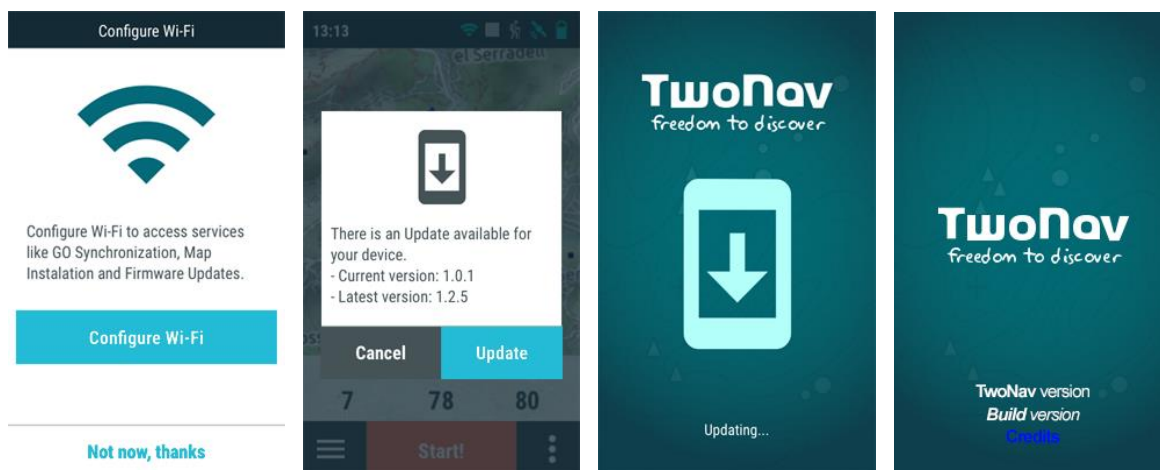 Configure Wi-Fi
Configure Wi-Fi to access services
like GO Synchronization, Map
Instalation and Firmware Updates.
Configure Wi-Fi
Not now, thanks
13:13
el Serradell
There is an Update available for
your device.
- Current version: 1.0.1
- Latest version: 1.2.5
Cancel
Update
7 78 80
Start!
TwoNav
freedom to discover
Updating...
TwoNav
freedom to discover
TwoNav version
Build version
Credits